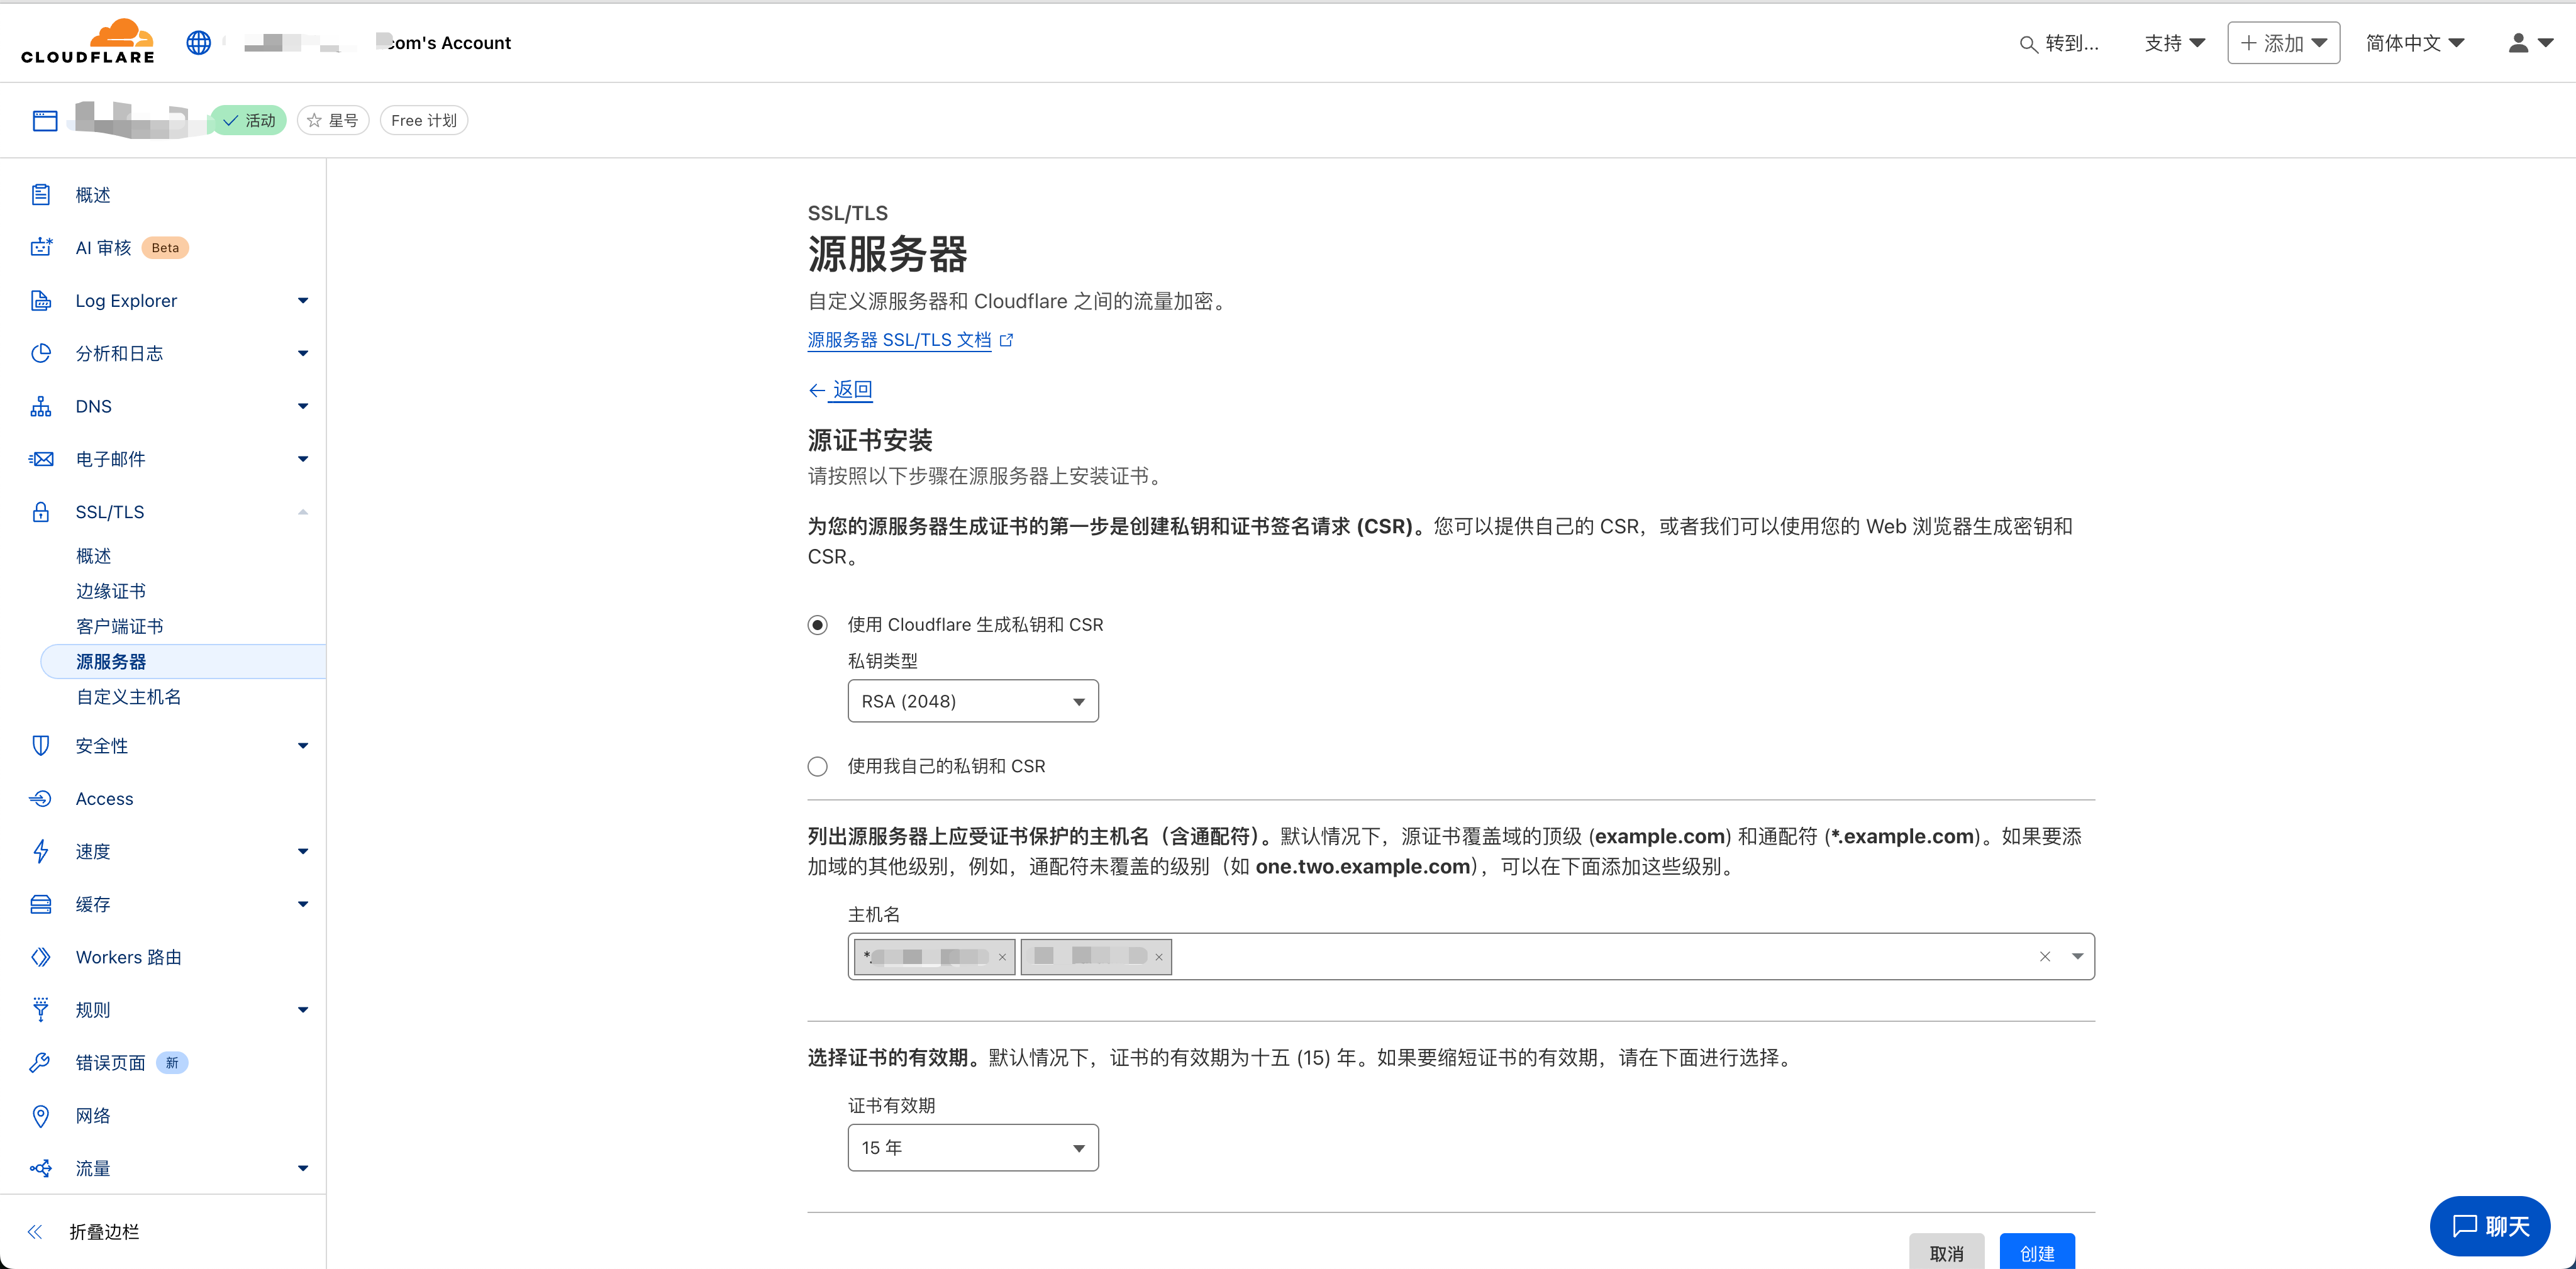 CLOUDFLARE
com's Account
转到...
支持
添加
简体中文
活动
星号
Free 计划
概述
AI 审核 Beta
Log Explorer
分析和日志
DNS
电子邮件
SSL/TLS
概述
边缘证书
客户端证书
源服务器
自定义主机名
安全性
Access
速度
缓存
Workers 路由
规则
错误页面 新
网络
流量
折叠边栏
SSL/TLS
源服务器
自定义源服务器和 Cloudflare 之间的流量加密。
源服务器 SSL/TLS 文档
返回
源证书安装
请按照以下步骤在源服务器上安装证书。
为您的源服务器生成证书的第一步是创建私钥和证书签名请求 (CSR)。您可以提供自己的 CSR，或者我们可以使用您的 Web 浏览器生成密钥和
CSR。
使用 Cloudflare 生成私钥和 CSR
私钥类型
RSA (2048)
使用我自己的私钥和 CSR
列出源服务器上应受证书保护的主机名（含通配符）。默认情况下，源证书覆盖域的顶级 (example.com) 和通配符 (*.example.com)。如果要添
加域的其他级别，例如，通配符未覆盖的级别（如 one.two.example.com），可以在下面添加这些级别。
主机名
*.
选择证书的有效期。默认情况下，证书的有效期为十五 (15) 年。如果要缩短证书的有效期，请在下面进行选择。
证书有效期
15 年
取消
创建
聊天